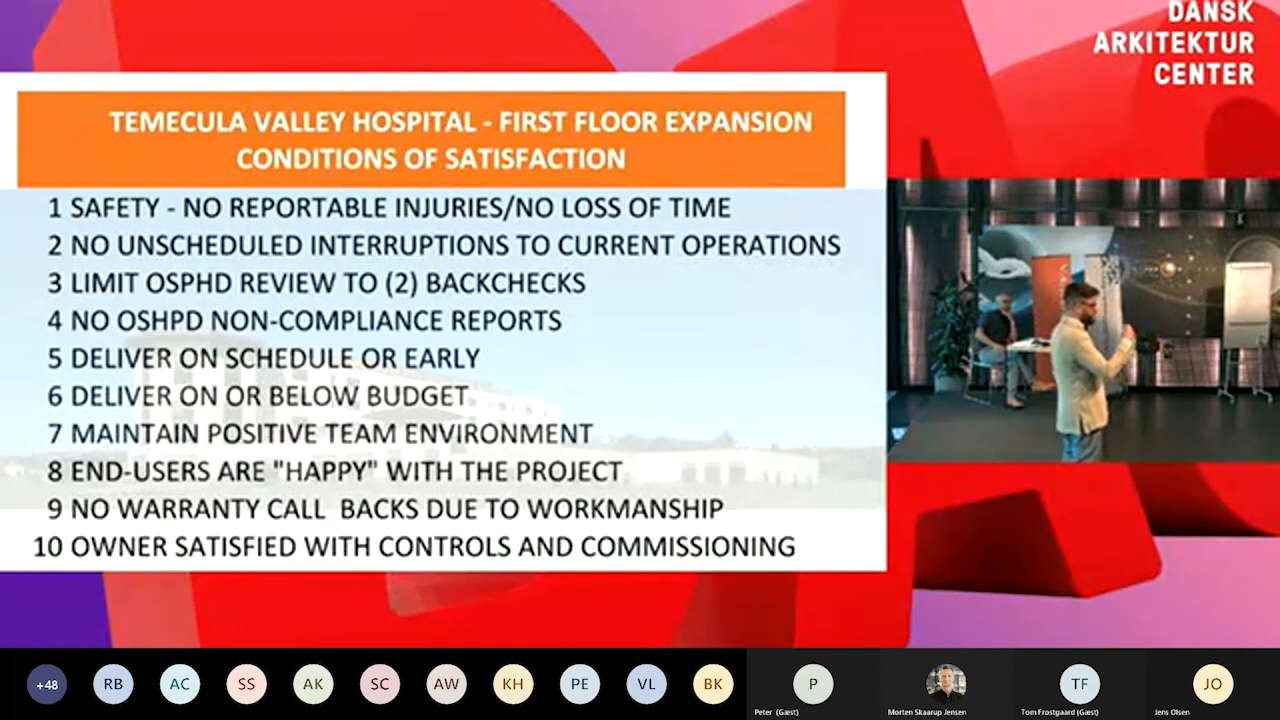 DANSK
ARKITEKTUR
CENTER
TEMECULA VALLEY HOSPITAL - FIRST FLOOR EXPANSION
CONDITIONS OF SATISFACTION
1 SAFETY - NO REPORTABLE INJURIES/NO LOSS OF TIME
2 NO UNSCHEDULED INTERRUPTIONS TO CURRENT OPERATIONS
3 LIMIT OSPHD REVIEW TO (2) BACKCHECKS
4 NO OSHPD NON-COMPLIANCE REPORTS
5 DELIVER ON SCHEDULE OR EARLY
6 DELIVER ON OR BELOW BUDGET
7 MAINTAIN POSITIVE TEAM ENVIRONMENT
8 END-USERS ARE "HAPPY" WITH THE PROJECT
9 NO WARRANTY CALL  BACKS DUE TO WORKMANSHIP
10 OWNER SATISFIED WITH CONTROLS AND COMMISSIONING
+48 RB AC SS AK SC AW KH PE VL BK P TF JO
Peter (Gæst) Morten Skaarup Jensen Tom Frostgaard (Gæst) Jens Olsen